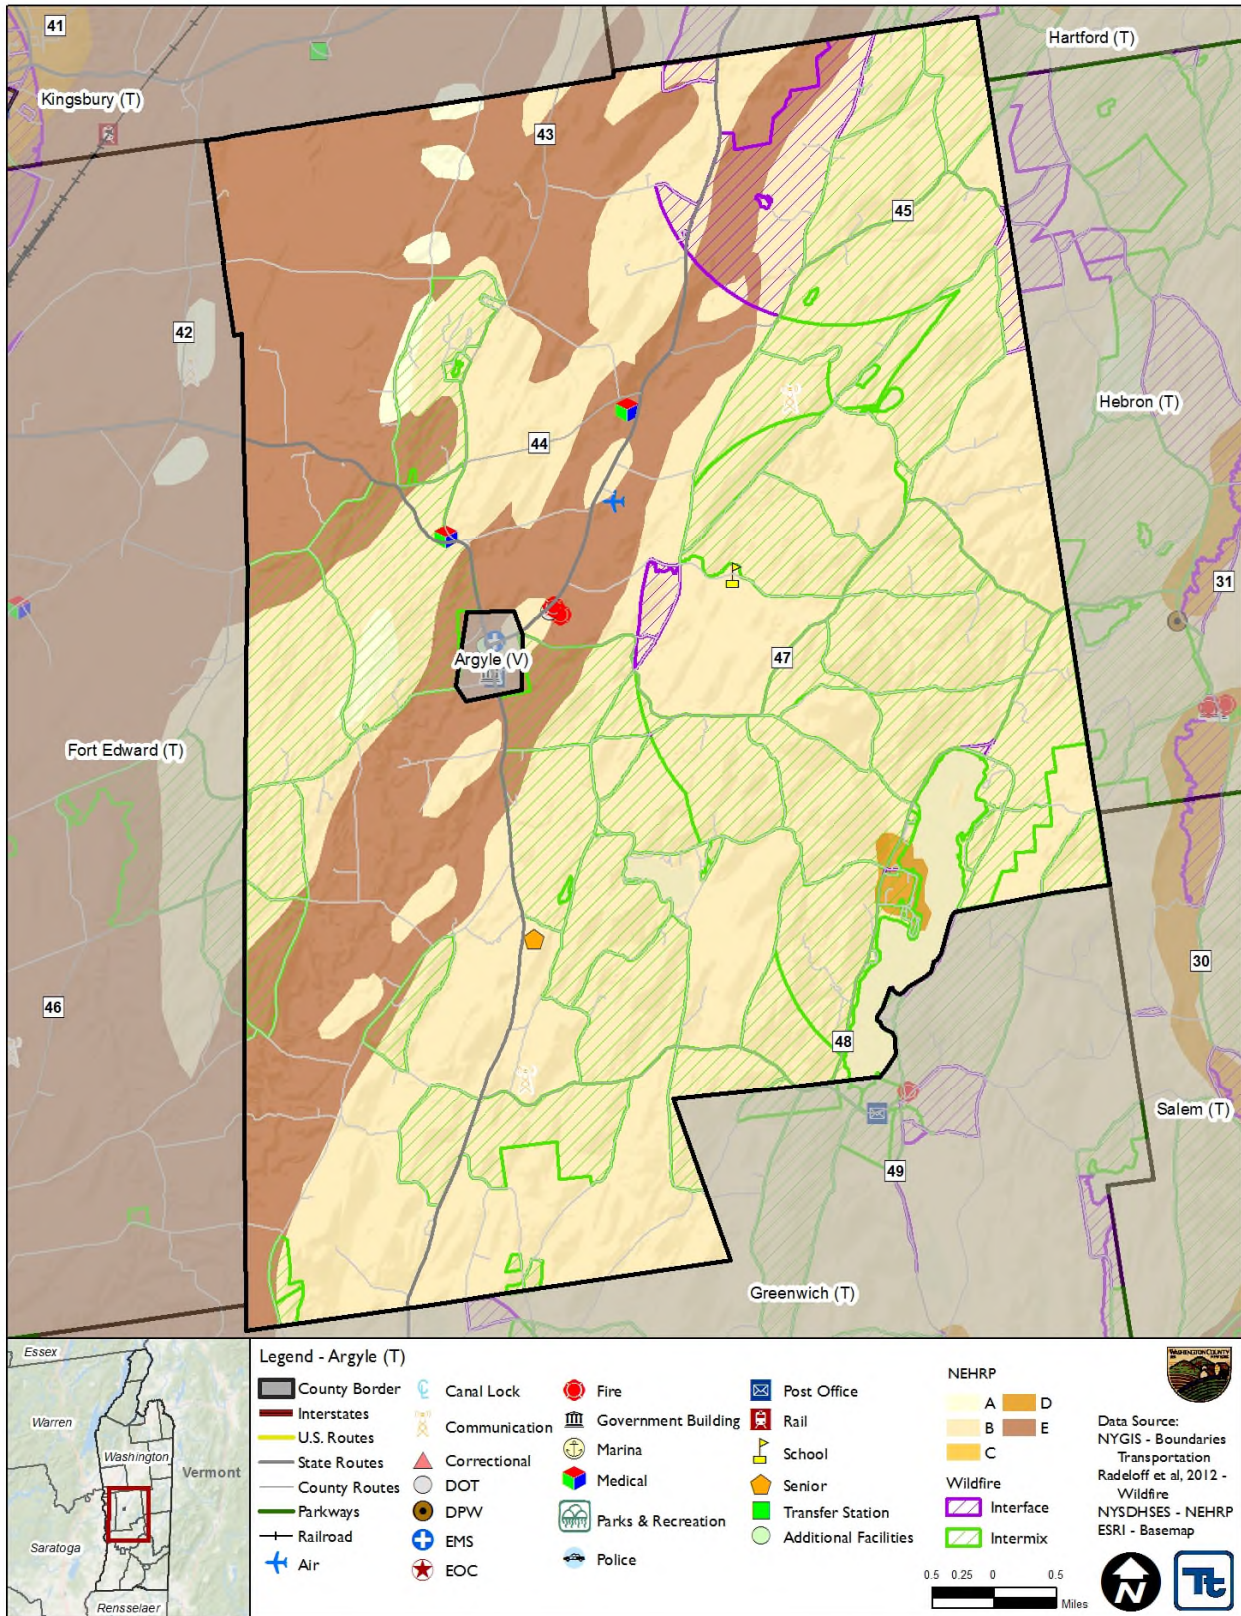 41
Hartford (T)
Kingsbury (T)
43
45
42
Hebron (T)
44
31
Argyle (V)
47
Fort Edward (T)
30
46
48
Salem (T)
49
Greenwich (T)
Essex
Warren
Washington
Vermont
Saratoga
Rensselaer
Legend - Argyle (T)
County Border
Interstates
U.S. Routes
State Routes
County Routes
Parkways
Railroad
Air
Canal Lock
Communication
Correctional
DOT
DPW
EMS
EOC
Fire
Government Building
Marina
Medical
Parks & Recreation
Police
Post Office
Rail
School
Senior
Transfer Station
Additional Facilities
NEHRP
A
B
C
D
E
Wildfire
Interface
Intermix
0.5 0.25 0 0.5
Miles
WASHINGTON COUNTY
Data Source:
NYGIS - Boundaries
Transportation
Radeloff et al, 2012 -
Wildfire
NYSDHSES - NEHRP
ESRI - Basemap
N
Tt